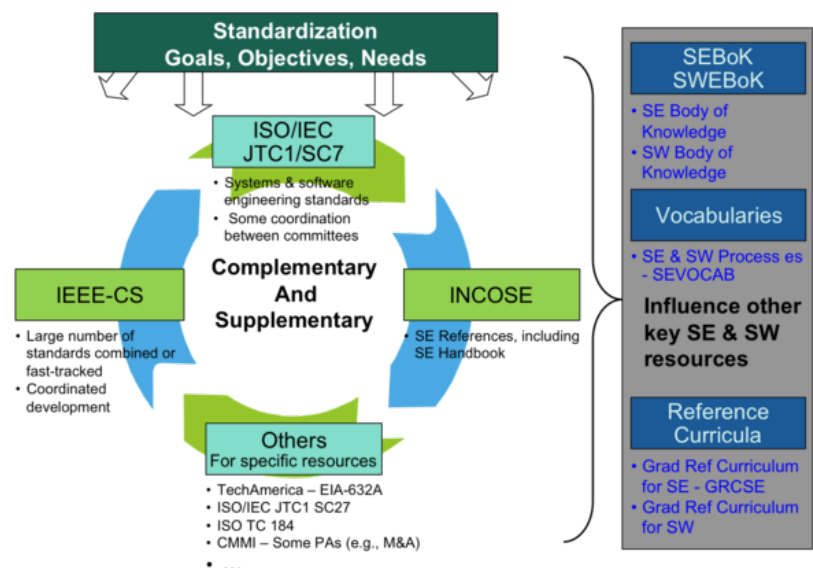 Standardization
Goals, Objectives, Needs
ISO/IEC
JTC1/SC7
• Systems & software
engineering standards
• Some coordination
between committees
Complementary
And
Supplementary
IEEE-CS
• Large number of
standards combined or
fast-tracked
• Coordinated
development
INCOSE
• SE References, including
SE Handbook
Others
For specific resources
• TechAmerica – EIA-632A
• ISO/IEC JTC1 SC27
• ISO TC 184
• CMMI – Some PAs (e.g., M&A)
• ...
SEBoK
SWEBoK
• SE Body of
Knowledge
• SW Body of
Knowledge
Vocabularies
• SE & SW Process es
- SEVOCAB
Influence other
key SE & SW
resources
Reference
Curricula
• Grad Ref Curriculum
for SE - GRCSE
• Grad Ref Curriculum
for SW